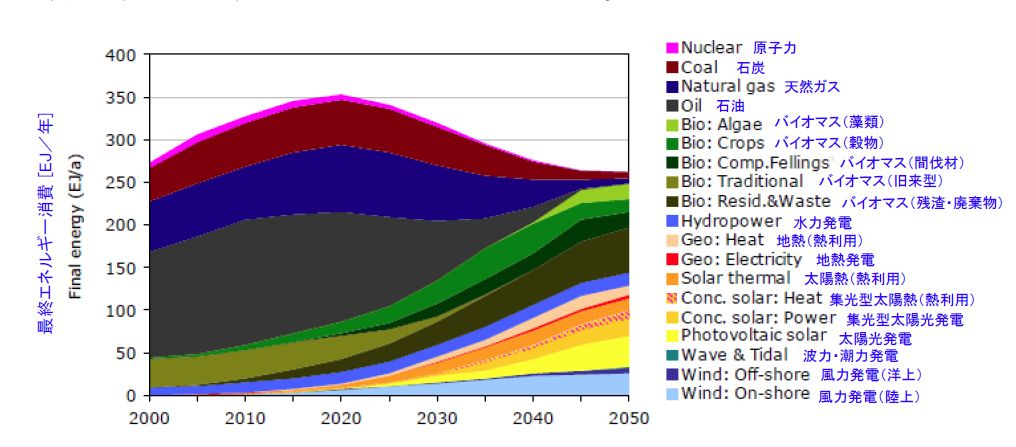 400
350
300
250
200
150
100
50
0
最終エネルギー消費 [EJ/年]
Final energy (EJ/a)
2000 2010 2020 2030 2040 2050
Nuclear 原子力
Coal 石炭
Natural gas 天然ガス
Oil 石油
Bio: Algae バイオマス(藻類)
Bio: Crops バイオマス(穀物)
Bio: Comp.Fellings バイオマス(間伐材)
Bio: Traditional バイオマス(旧来型)
Bio: Resid.&Waste バイオマス(残渣・廃棄物)
Hydropower 水力発電
Geo: Heat 地熱(熱利用)
Geo: Electricity 地熱発電
Solar thermal 太陽熱(熱利用)
Conc. solar: Heat 集光型太陽熱(熱利用)
Conc. solar: Power 集光型太陽光発電
Photovoltaic solar 太陽光発電
Wave & Tidal 波力・潮力発電
Wind: Off-shore 風力発電(洋上)
Wind: On-shore 風力発電(陸上)